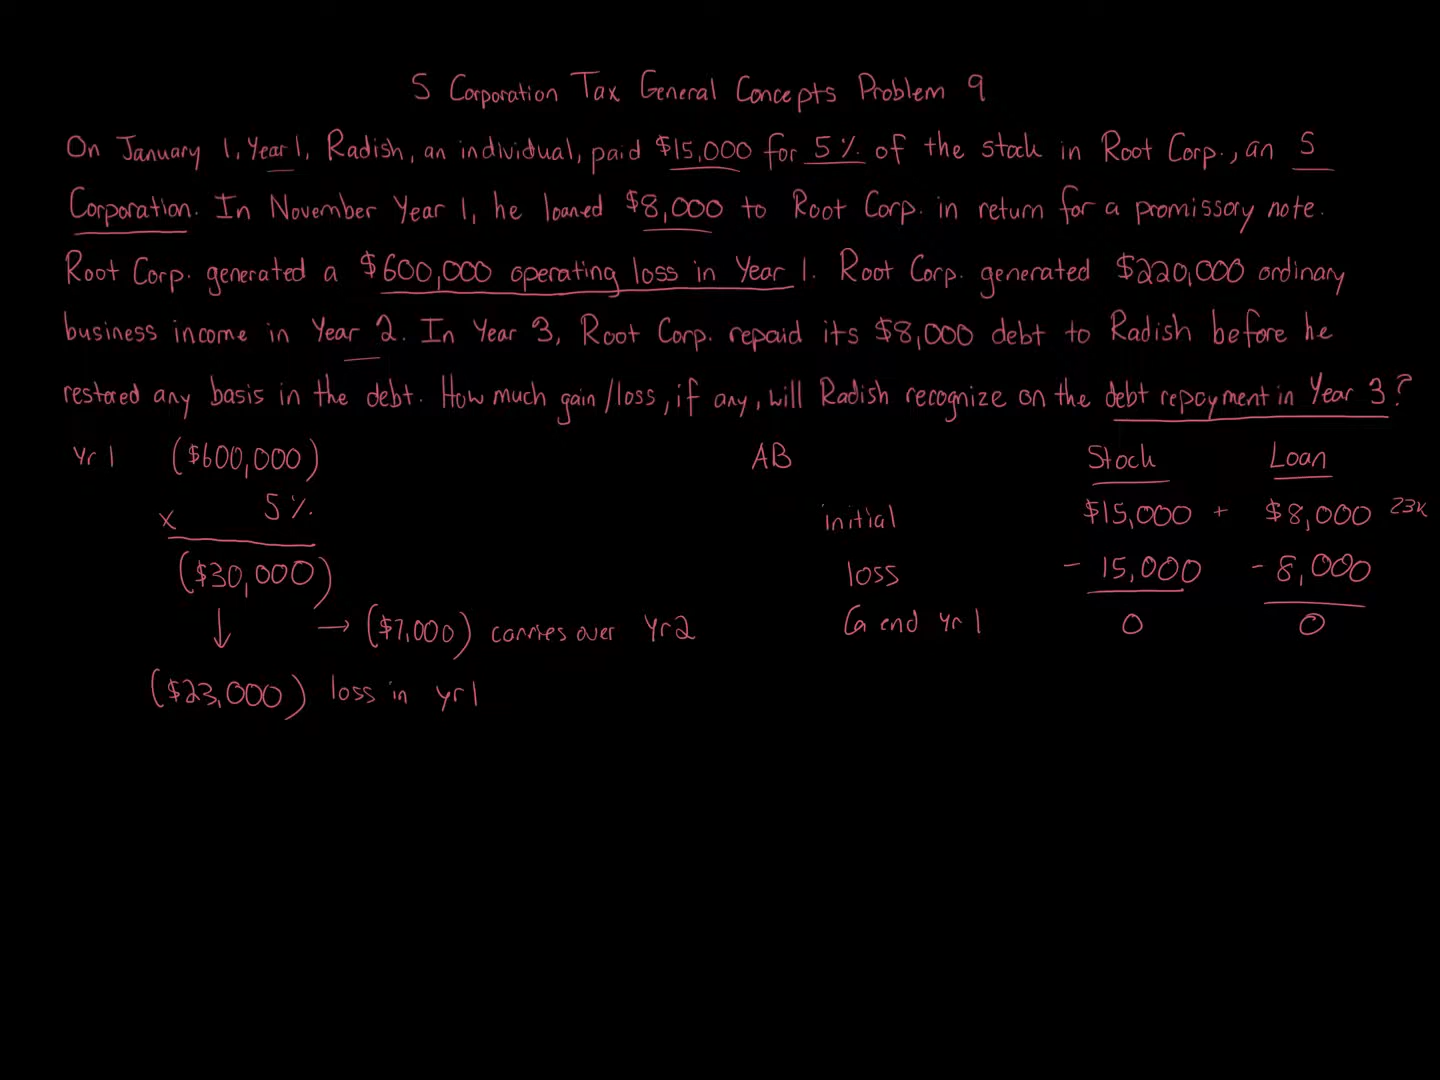 S Corporation Tax General Concepts Problem 9
On January 1, Year 1, Radish, an individual, paid $15,000 for 5% of the stock in Root Corp., an S
Corporation. In November Year 1, he loaned $8,000 to Root Corp. in return for a promissory note.
Root Corp. generated a $600,000 operating loss in Year 1. Root Corp. generated $220,000 ordinary
business income in Year 2. In Year 3, Root Corp. repaid its $8,000 debt to Radish before he
restored any basis in the debt. How much gain/loss, if any, will Radish recognize on the debt repayment in Year 3?
Yr 1 ($600,000) AB Stock Loan
x 5% initial $15,000 + $8,000 23K
($30,000) loss - 15,000 - 8,000
↓ → ($7,000) carries over Yr2 @ end yr 1 0 0
($23,000) loss in yr1